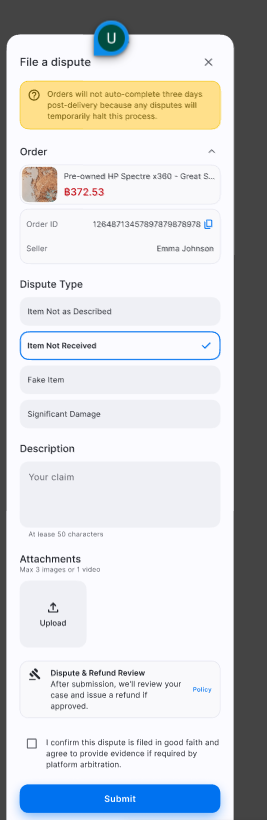 U
File a dispute
Orders will not auto-complete three days
post-delivery because any disputes will
temporarily halt this process.
Order
Pre-owned HP Spectre x360 - Great S...
฿372.53
Order ID 12648713457897879878978
Seller Emma Johnson
Dispute Type
Item Not as Described
Item Not Received
Fake Item
Significant Damage
Description
Your claim
At lease 50 characters
Attachments
Max 3 images or 1 video
Upload
Dispute & Refund Review
After submission, we'll review your
case and issue a refund if
approved.
Policy
I confirm this dispute is filed in good faith and
agree to provide evidence if required by
platform arbitration.
Submit